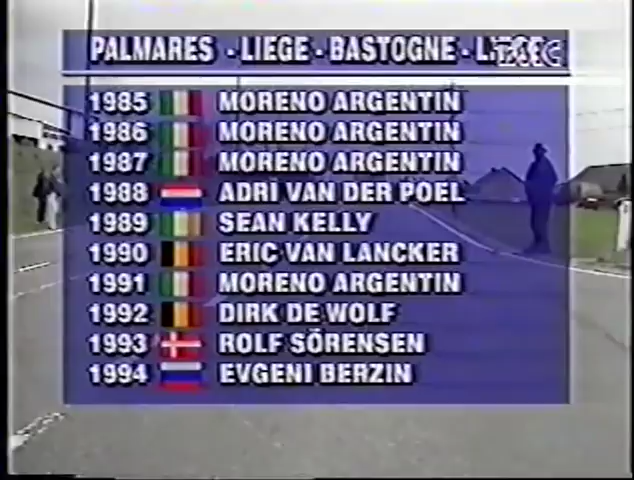 PALMARES - LIEGE - BASTOGNE - LIEGE
1985 MORENO ARGENTIN
1986 MORENO ARGENTIN
1987 MORENO ARGENTIN
1988 ADRI VAN DER POEL
1989 SEAN KELLY
1990 ERIC VAN LANCKER
1991 MORENO ARGENTIN
1992 DIRK DE WOLF
1993 ROLF SÖRENSEN
1994 EVGENI BERZIN